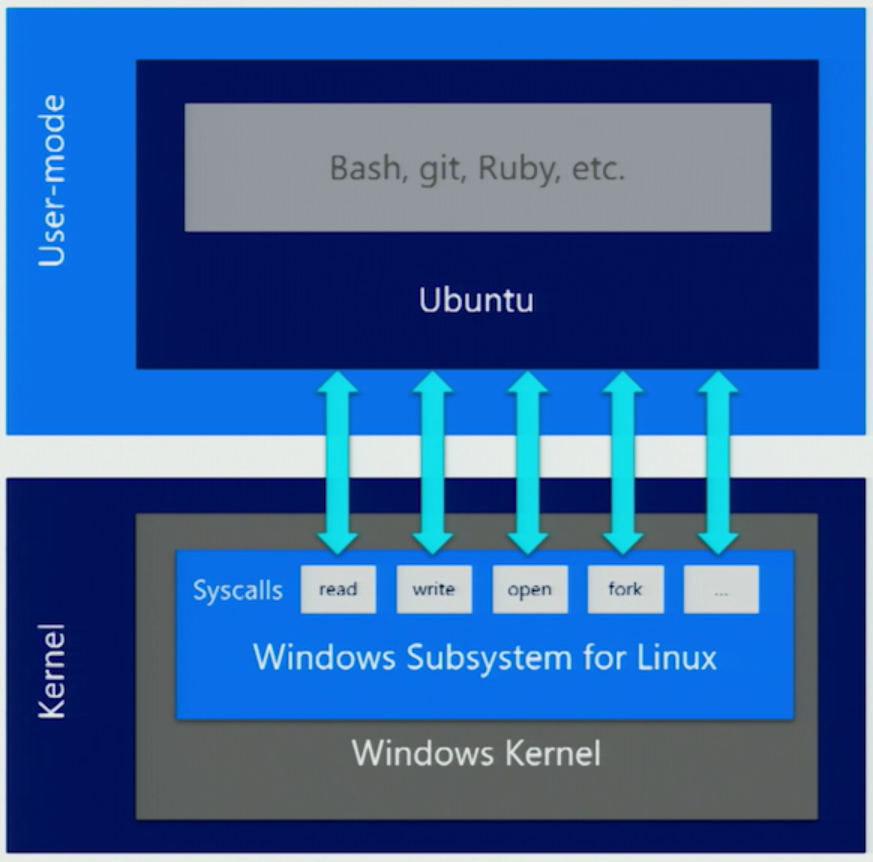 User-mode
Bash, git, Ruby, etc.
Ubuntu
Kernel
Syscalls read write open fork ...
Windows Subsystem for Linux
Windows Kernel